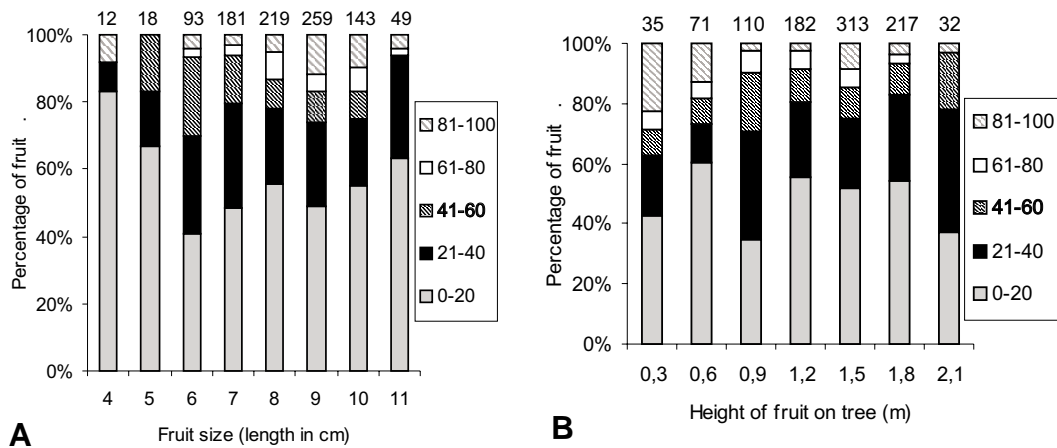 12 18 93 181 219 259 143 49
100%
80%
60%
40%
20%
0%
Percentage of fruit .
4 5 6 7 8 9 10 11
Fruit size (length in cm)
81-100
61-80
41-60
21-40
0-20
A
35 71 110 182 313 217 32
100%
80%
60%
40%
20%
0%
Percentage of fruit .
0,3 0,6 0,9 1,2 1,5 1,8 2,1
Height of fruit on tree (m)
81-100
61-80
41-60
21-40
0-20
B